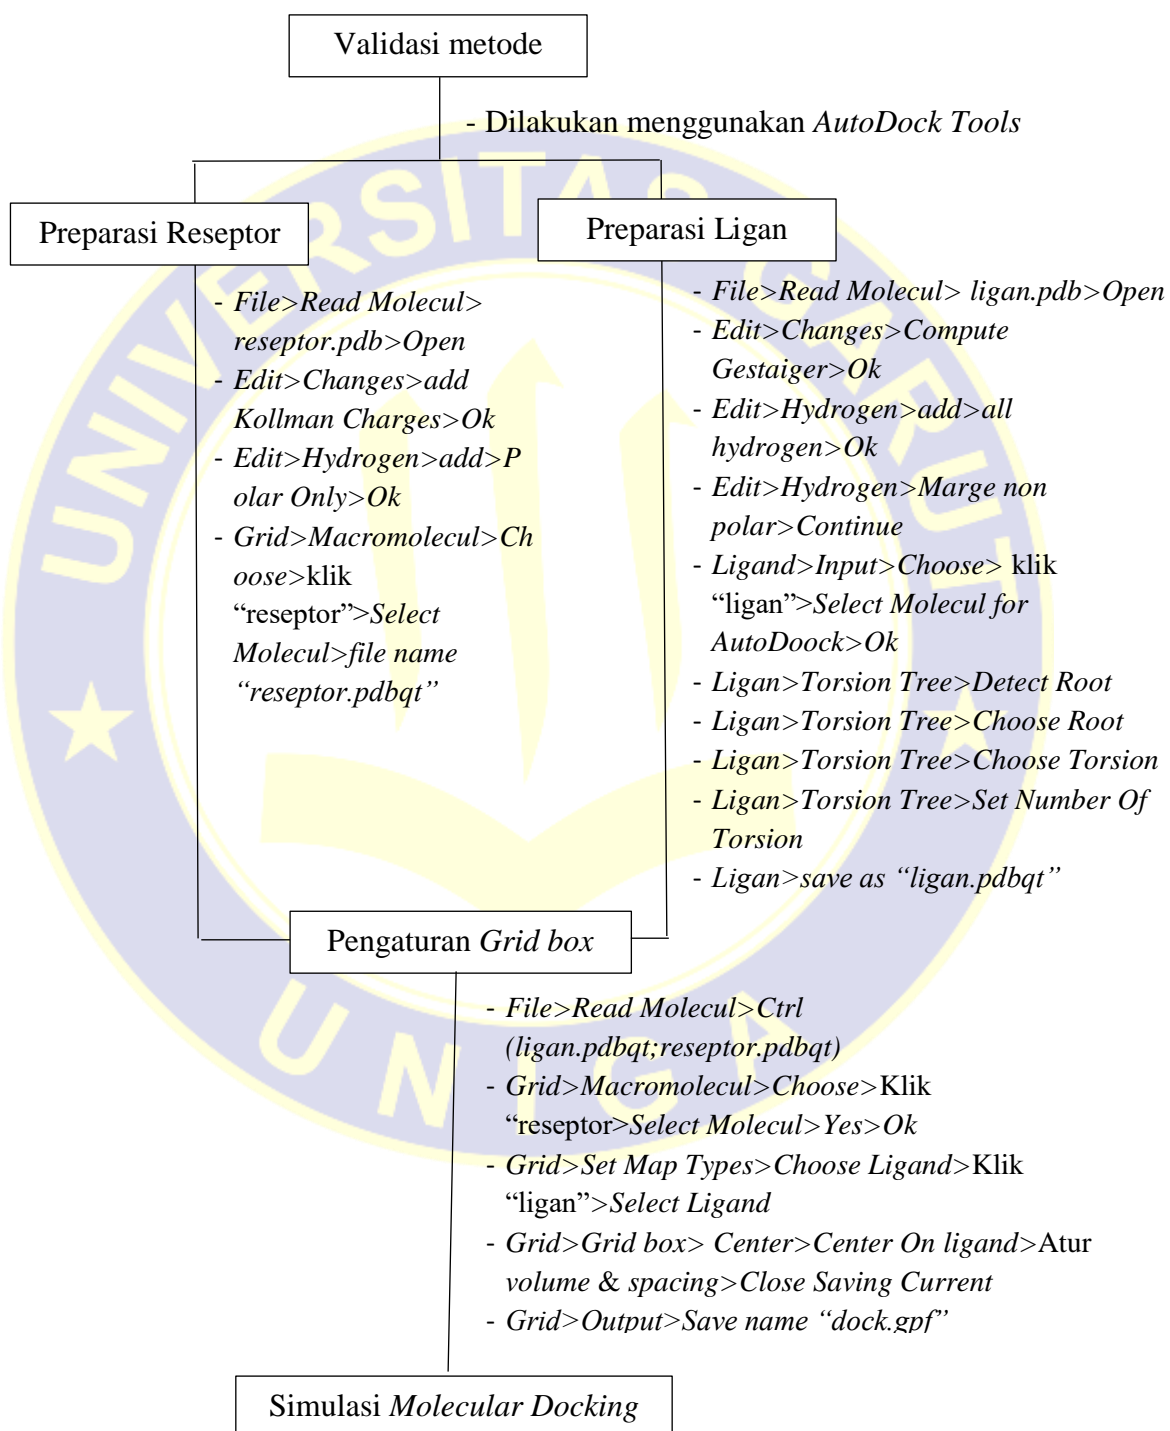 Validasi metode
- Dilakukan menggunakan AutoDock Tools
Preparasi Reseptor
- File>Read Molecul>
reseptor.pdb>Open
- Edit>Changes>add
Kollman Charges>Ok
- Edit>Hydrogen>add>P
olar Only>Ok
- Grid>Macromolecul>Ch
oose>klik
“reseptor”>Select
Molecul>file name
“reseptor.pdbqt”
Preparasi Ligan
- File>Read Molecul> ligan.pdb>Open
- Edit>Changes>Compute
Gestaiger>Ok
- Edit>Hydrogen>add>all
hydrogen>Ok
- Edit>Hydrogen>Marge non
polar>Continue
- Ligand>Input>Choose> klik
“ligan”>Select Molecul for
AutoDoock>Ok
- Ligan>Torsion Tree>Detect Root
- Ligan>Torsion Tree>Choose Root
- Ligan>Torsion Tree>Choose Torsion
- Ligan>Torsion Tree>Set Number Of
Torsion
- Ligan>save as “ligan.pdbqt”
Pengaturan Grid box
- File>Read Molecul>Ctrl
(ligan.pdbqt;reseptor.pdbqt)
- Grid>Macromolecul>Choose>Klik
“reseptor>Select Molecul>Yes>Ok
- Grid>Set Map Types>Choose Ligand>Klik
“ligan”>Select Ligand
- Grid>Grid box> Center>Center On ligand>Atur
volume & spacing>Close Saving Current
- Grid>Output>Save name “dock.gpf”
Simulasi Molecular Docking
UNIVERSITAS GARUT
UNIGA